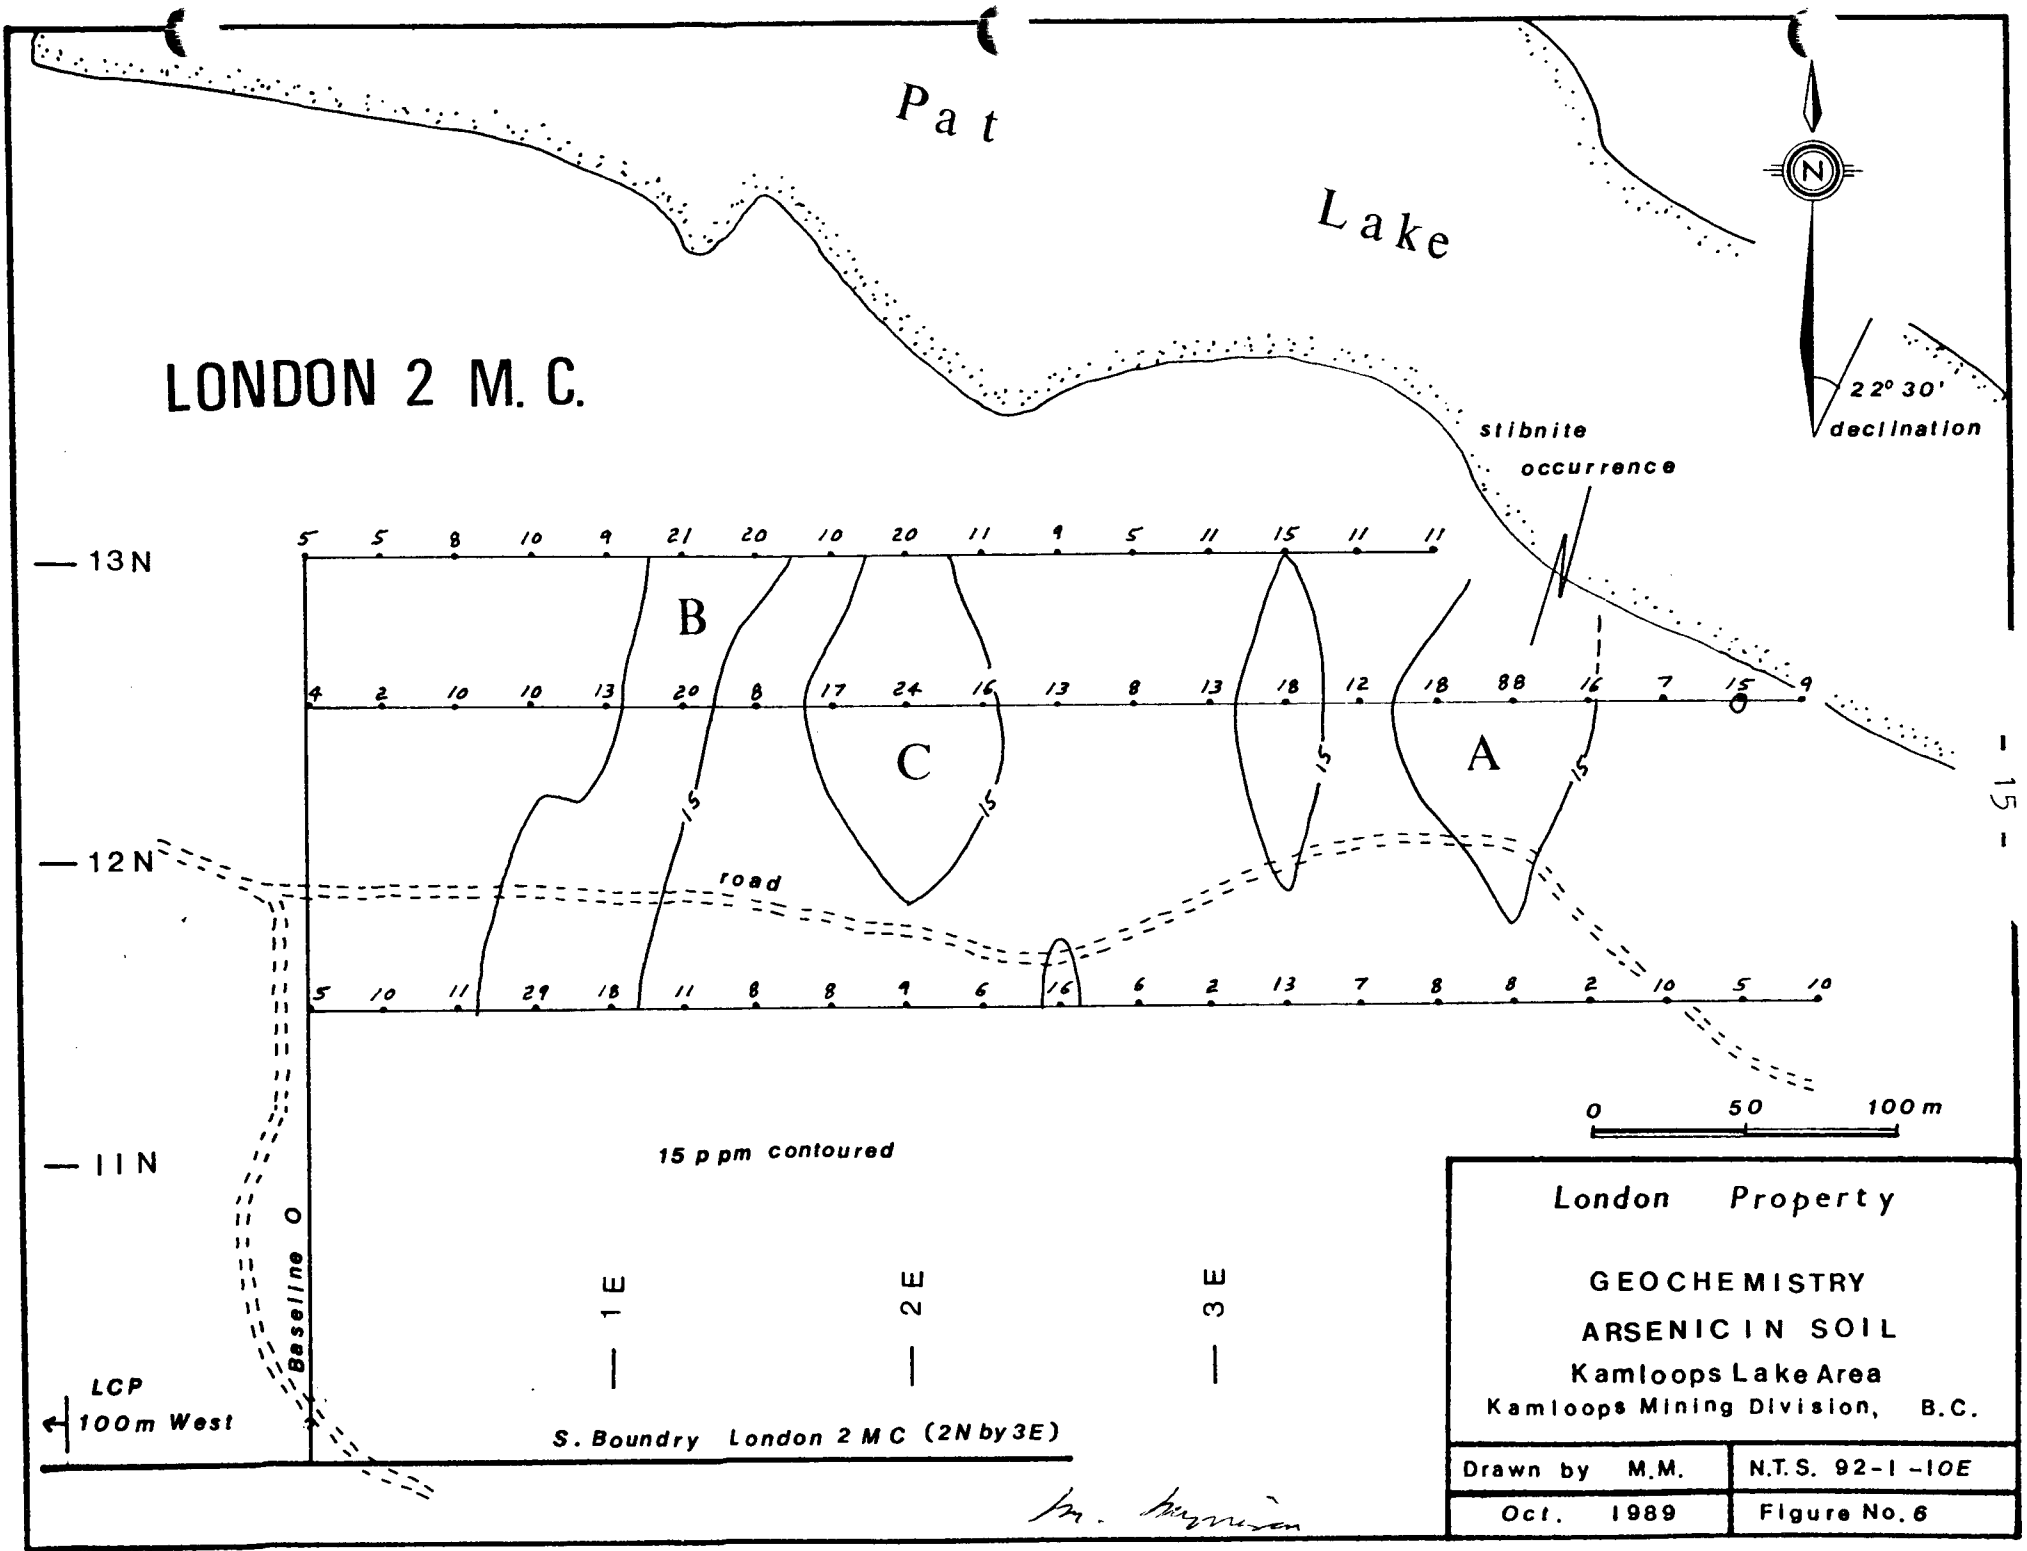 Pat
Lake
N
LONDON 2 M. C.
22° 30'
declination
stibnite
occurrence
5 5 8 10 9 21 20 10 20 11 9 5 11 15 11 11
13N
B
4 2 10 10 13 20 8 17 24 16 13 8 13 18 12 18 88 16 7 15 9
C
A
15
15
15
15
- 15 -
12N
road
5 10 11 29 18 11 8 8 9 6 16 6 2 13 7 8 8 2 10 5 10
0 50 100m
15 ppm contoured
11N
Baseline 0
1E
2E
3E
LCP
100m West
S. Boundry London 2 MC (2N by 3E)
London Property
GEOCHEMISTRY
ARSENIC IN SOIL
Kamloops Lake Area
Kamloops Mining Division, B.C.
Drawn by M.M.
N.T.S. 92-1-10E
Oct. 1989
Figure No. 6